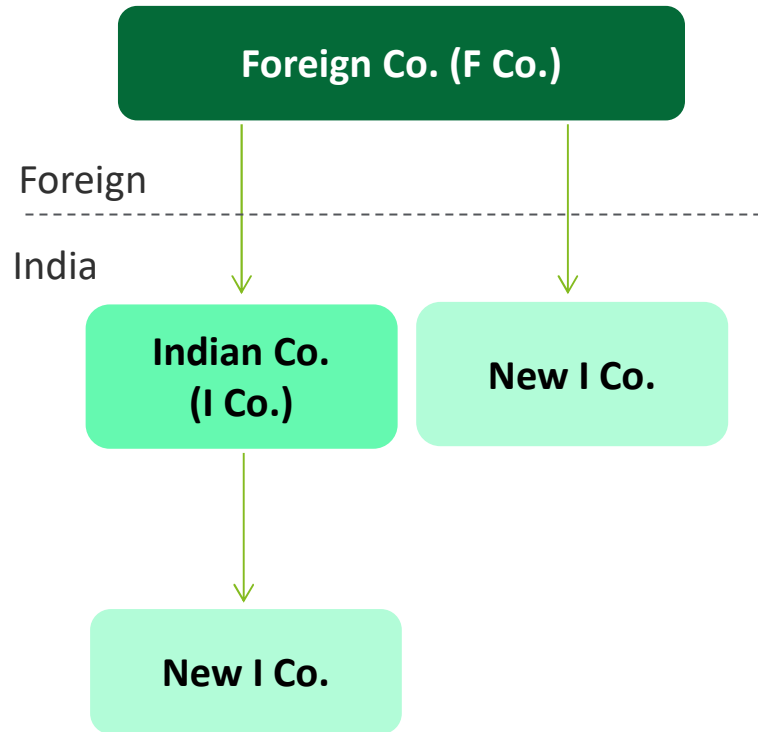 Foreign Co. (F Co.)
Foreign
India
Indian Co.
(I Co.)
New I Co.
New I Co.